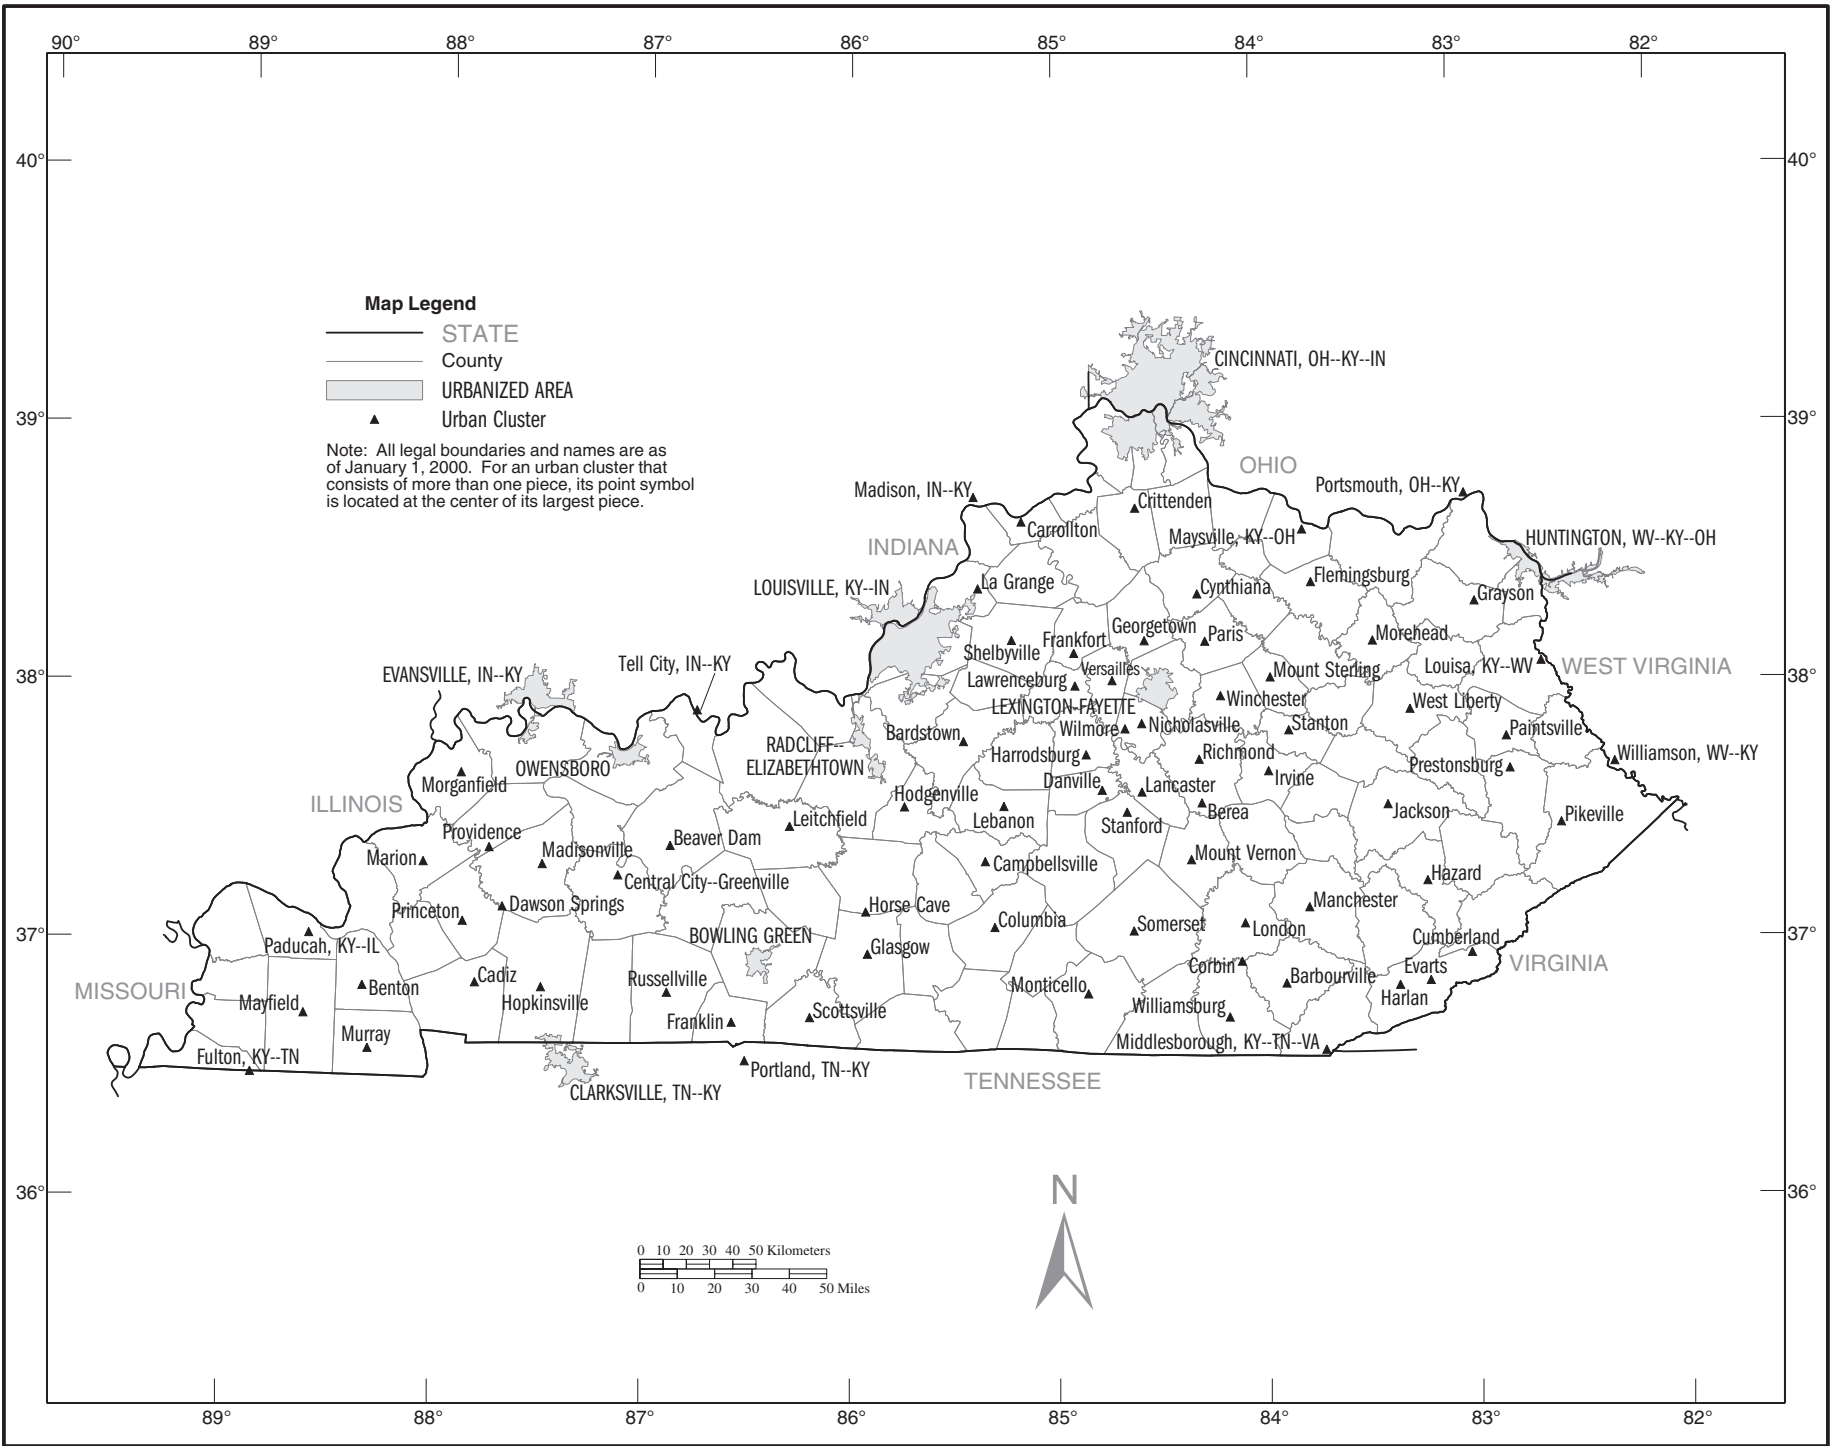 90° 89° 88° 87° 86° 85° 84° 83° 82°
40° 40°
Map Legend
STATE
County
URBANIZED AREA
Urban Cluster
Note: All legal boundaries and names are as
of January 1, 2000. For an urban cluster that
consists of more than one piece, its point symbol
is located at the center of its largest piece.
CINCINNATI, OH--KY--IN
39° 39°
OHIO
Madison, IN--KY
Portsmouth, OH--KY
Crittenden
Carrollton
Maysville, KY--OH
HUNTINGTON, WV--KY--OH
INDIANA
LOUISVILLE, KY--IN
La Grange
Cynthiana
Flemingsburg
Grayson
Georgetown
Paris
Morehead
Frankfort
Shelbyville
38° 38°
EVANSVILLE, IN--KY
Tell City, IN--KY
Lawrenceburg
Versailles
Mount Sterling
Louisa, KY--WV
WEST VIRGINIA
LEXINGTON-FAYETTE
Winchester
West Liberty
Bardstown
Wilmore
Nicholasville
Stanton
Paintsville
RADCLIFF--
ELIZABETHTOWN
Harrodsburg
Richmond
Williamson, WV--KY
OWENSBORO
Prestonsburg
Morganfield
Danville
Lancaster
Irvine
ILLINOIS
Hodgenville
Lebanon
Stanford
Berea
Jackson
Pikeville
Providence
Leitchfield
Beaver Dam
Marion
Madisonville
Mount Vernon
Campbellsville
Central City--Greenville
Hazard
Princeton
Dawson Springs
Horse Cave
Manchester
Columbia
Somerset
London
37° 37°
Paducah, KY--IL
BOWLING GREEN
Glasgow
Cumberland
VIRGINIA
Corbin
Evarts
Barbourville
Harlan
MISSOURI
Benton
Cadiz
Russellville
Monticello
Mayfield
Hopkinsville
Scottsville
Williamsburg
Franklin
Murray
Middlesborough, KY--TN--VA
Fulton, KY--TN
Portland, TN--KY
TENNESSEE
CLARKSVILLE, TN--KY
36° 36°
N
0 10 20 30 40 50 Kilometers
0 10 20 30 40 50 Miles
89° 88° 87° 86° 85° 84° 83° 82°